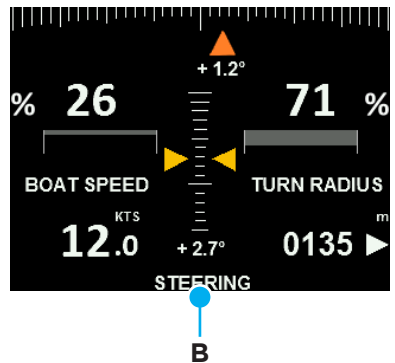 + 1.2°
% 26 71 %
BOAT SPEED TURN RADIUS
KTS m
12.0 + 2.7° 0135
STEERING
B